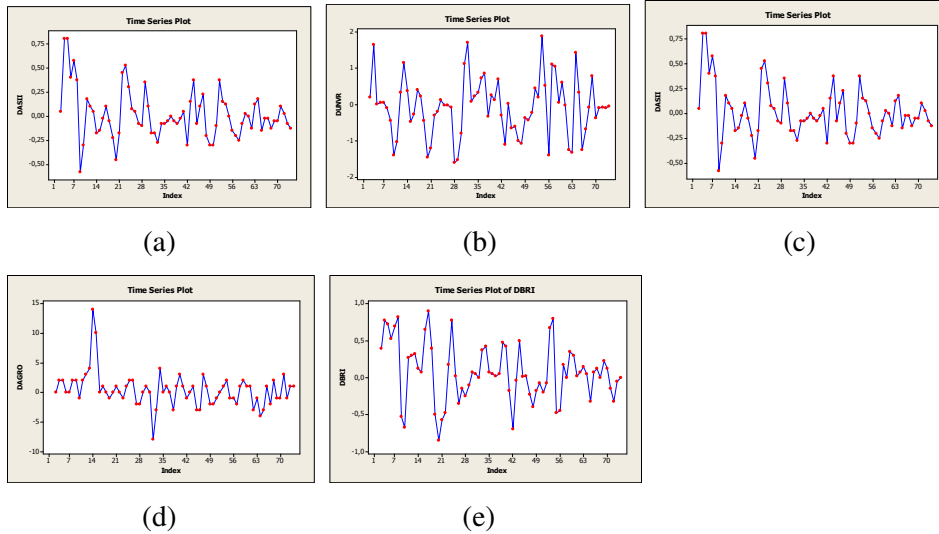 Time Series Plot
DASII
0,75
0,50
0,25
0,00
-0,25
-0,50
1 7 14 21 28 35 42 49 56 63 70
Index
(a)
Time Series Plot
DUNVR
2
1
0
-1
-2
1 7 14 21 28 35 42 49 56 63 70
Index
(b)
Time Series Plot
DASII
0,75
0,50
0,25
0,00
-0,25
-0,50
1 7 14 21 28 35 42 49 56 63 70
Index
(c)
Time Series Plot
DAGRO
15
10
5
0
-5
-10
1 7 14 21 28 35 42 49 56 63 70
Index
(d)
Time Series Plot of DBRI
DBRI
1,0
0,5
0,0
-0,5
-1,0
1 7 14 21 28 35 42 49 56 63 70
Index
(e)